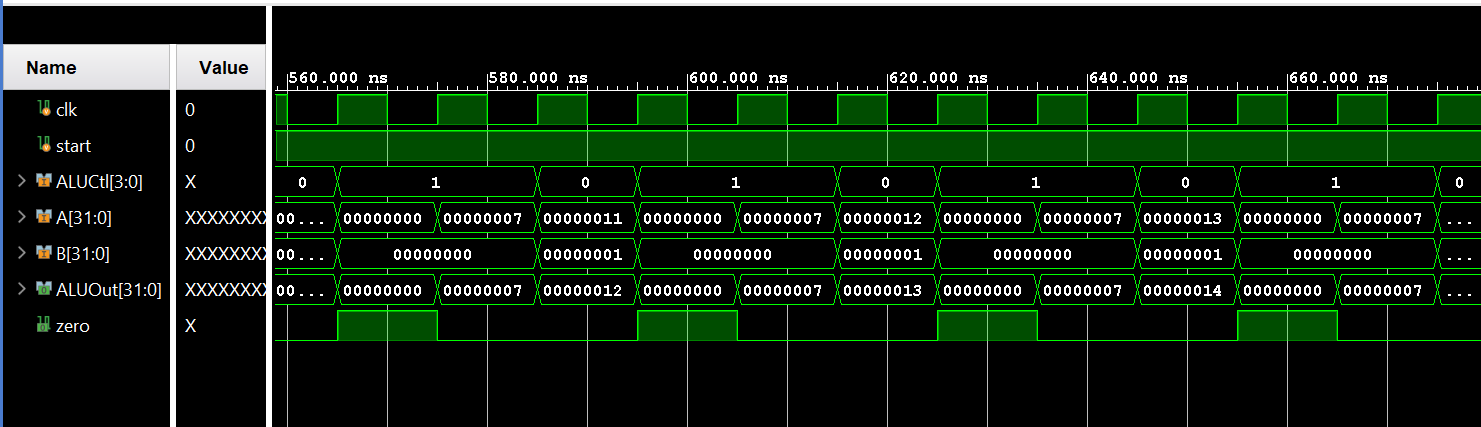 Name Value 560.000 ns 580.000 ns 600.000 ns 620.000 ns 640.000 ns 660.000 ns
clk 0
start 0
ALUCtl[3:0] X 0 1 0 1 0 1 0 1 0
A[31:0] XXXXXXXX 00... 00000000 00000007 00000011 00000000 00000007 00000012 00000000 00000007 00000013 00000000 00000007 ...
B[31:0] XXXXXXXX 00... 00000000 00000001 00000000 00000001 00000000 00000001 00000000 ...
ALUOut[31:0] XXXXXXXX 00... 00000000 00000007 00000012 00000000 00000007 00000013 00000000 00000007 00000014 00000000 00000007 ...
zero X